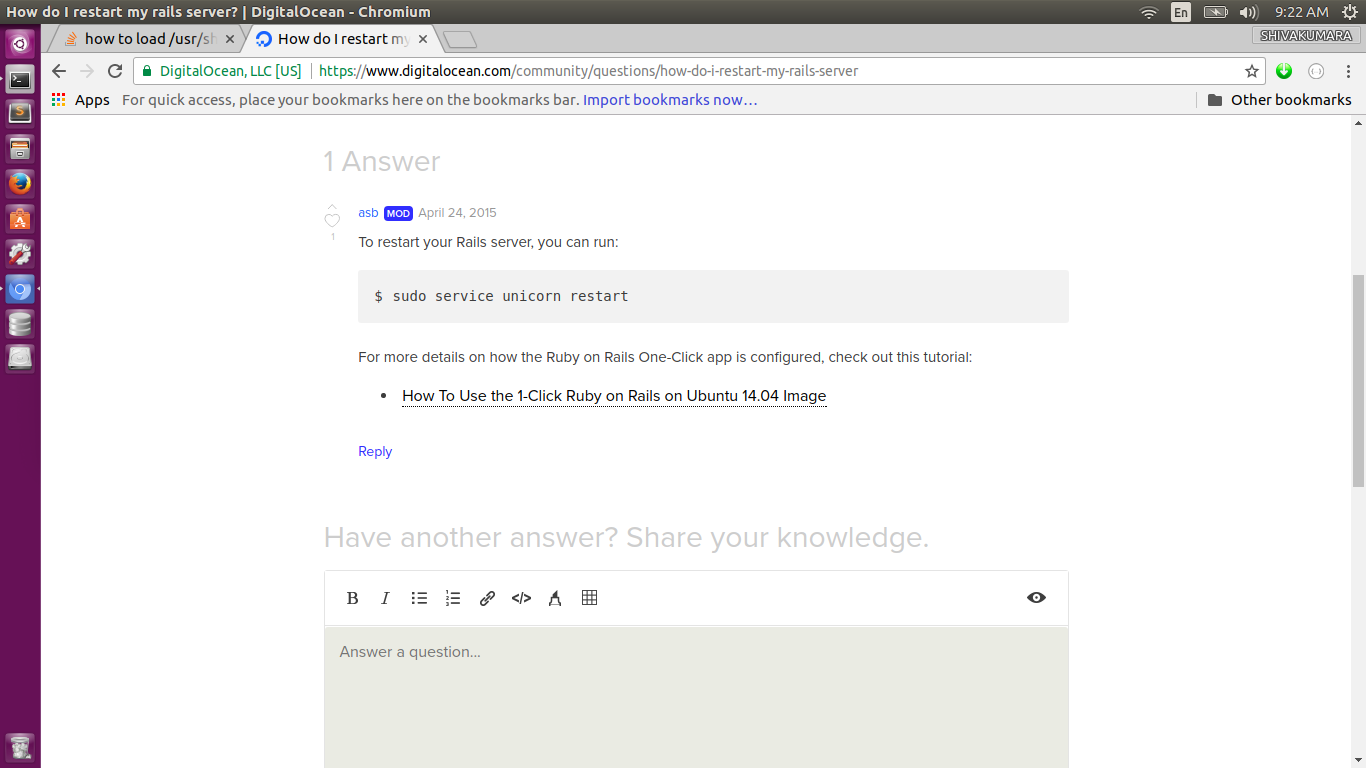 How do I restart my rails server? | DigitalOcean - Chromium
En
9:22 AM
how to load /usr/sh
How do I restart my
SHIVAKUMARA
DigitalOcean, LLC [US]
https://www.digitalocean.com/community/questions/how-do-i-restart-my-rails-server
Apps
For quick access, place your bookmarks here on the bookmarks bar. Import bookmarks now…
Other bookmarks
1 Answer
asb MOD April 24, 2015
1
To restart your Rails server, you can run:
$ sudo service unicorn restart
For more details on how the Ruby on Rails One-Click app is configured, check out this tutorial:
• How To Use the 1-Click Ruby on Rails on Ubuntu 14.04 Image
Reply
Have another answer? Share your knowledge.
B I </>
Answer a question...